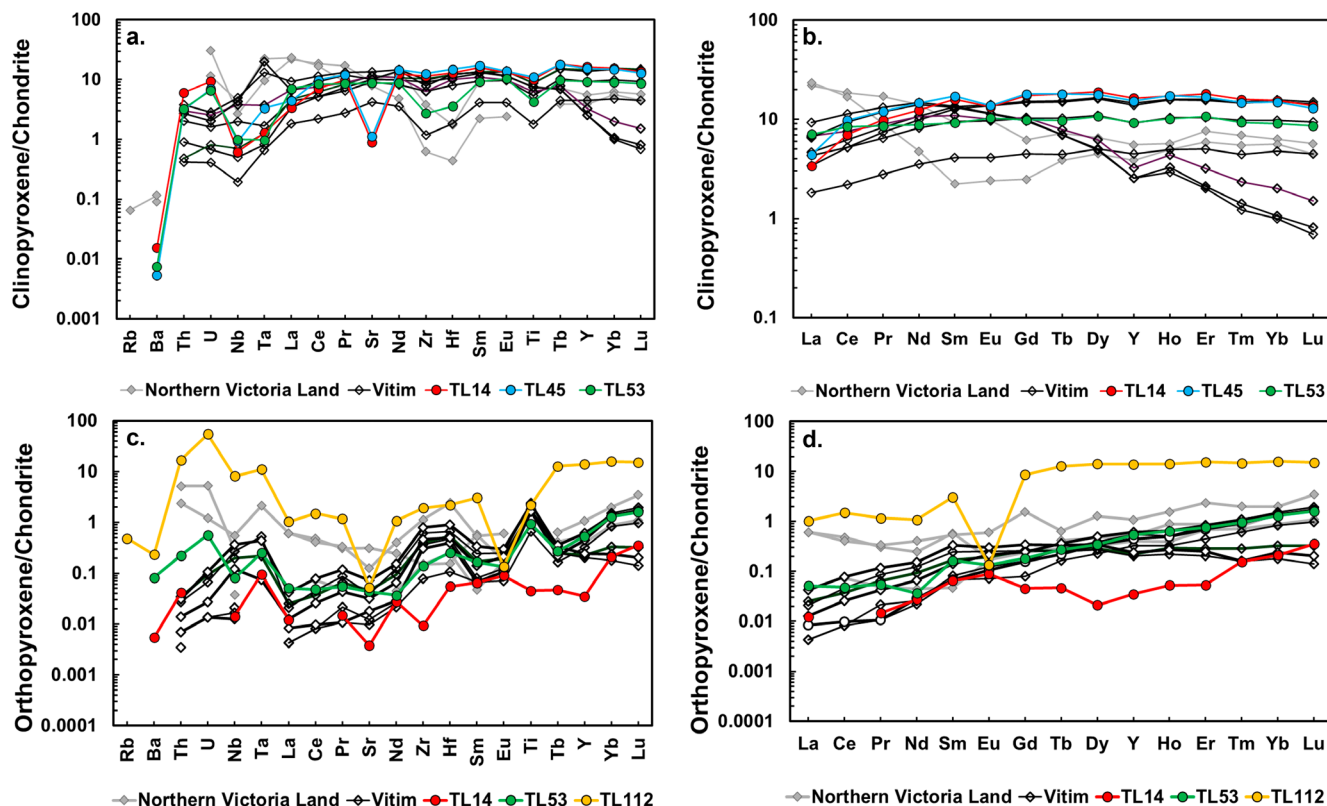 a.
Clinopyroxene/Chondrite
100
10
1
0.1
0.01
0.001
Rb Ba Th U Nb Ta La Ce Pr Sr Nd Zr Hf Sm Eu Ti Tb Y Yb Lu
Northern Victoria Land Vitim TL14 TL45 TL53
b.
Clinopyroxene/Chondrite
100
10
1
0.1
La Ce Pr Nd Sm Eu Gd Tb Dy Y Ho Er Tm Yb Lu
Northern Victoria Land Vitim TL14 TL45 TL53
c.
Orthopyroxene/Chondrite
100
10
1
0.1
0.01
0.001
0.0001
Rb Ba Th U Nb Ta La Ce Pr Sr Nd Zr Hf Sm Eu Ti Tb Y Yb Lu
Northern Victoria Land Vitim TL14 TL53 TL112
d.
Orthopyroxene/Chondrite
100
10
1
0.1
0.01
0.001
0.0001
La Ce Pr Nd Sm Eu Gd Tb Dy Y Ho Er Tm Yb Lu
Northern Victoria Land Vitim TL14 TL53 TL112